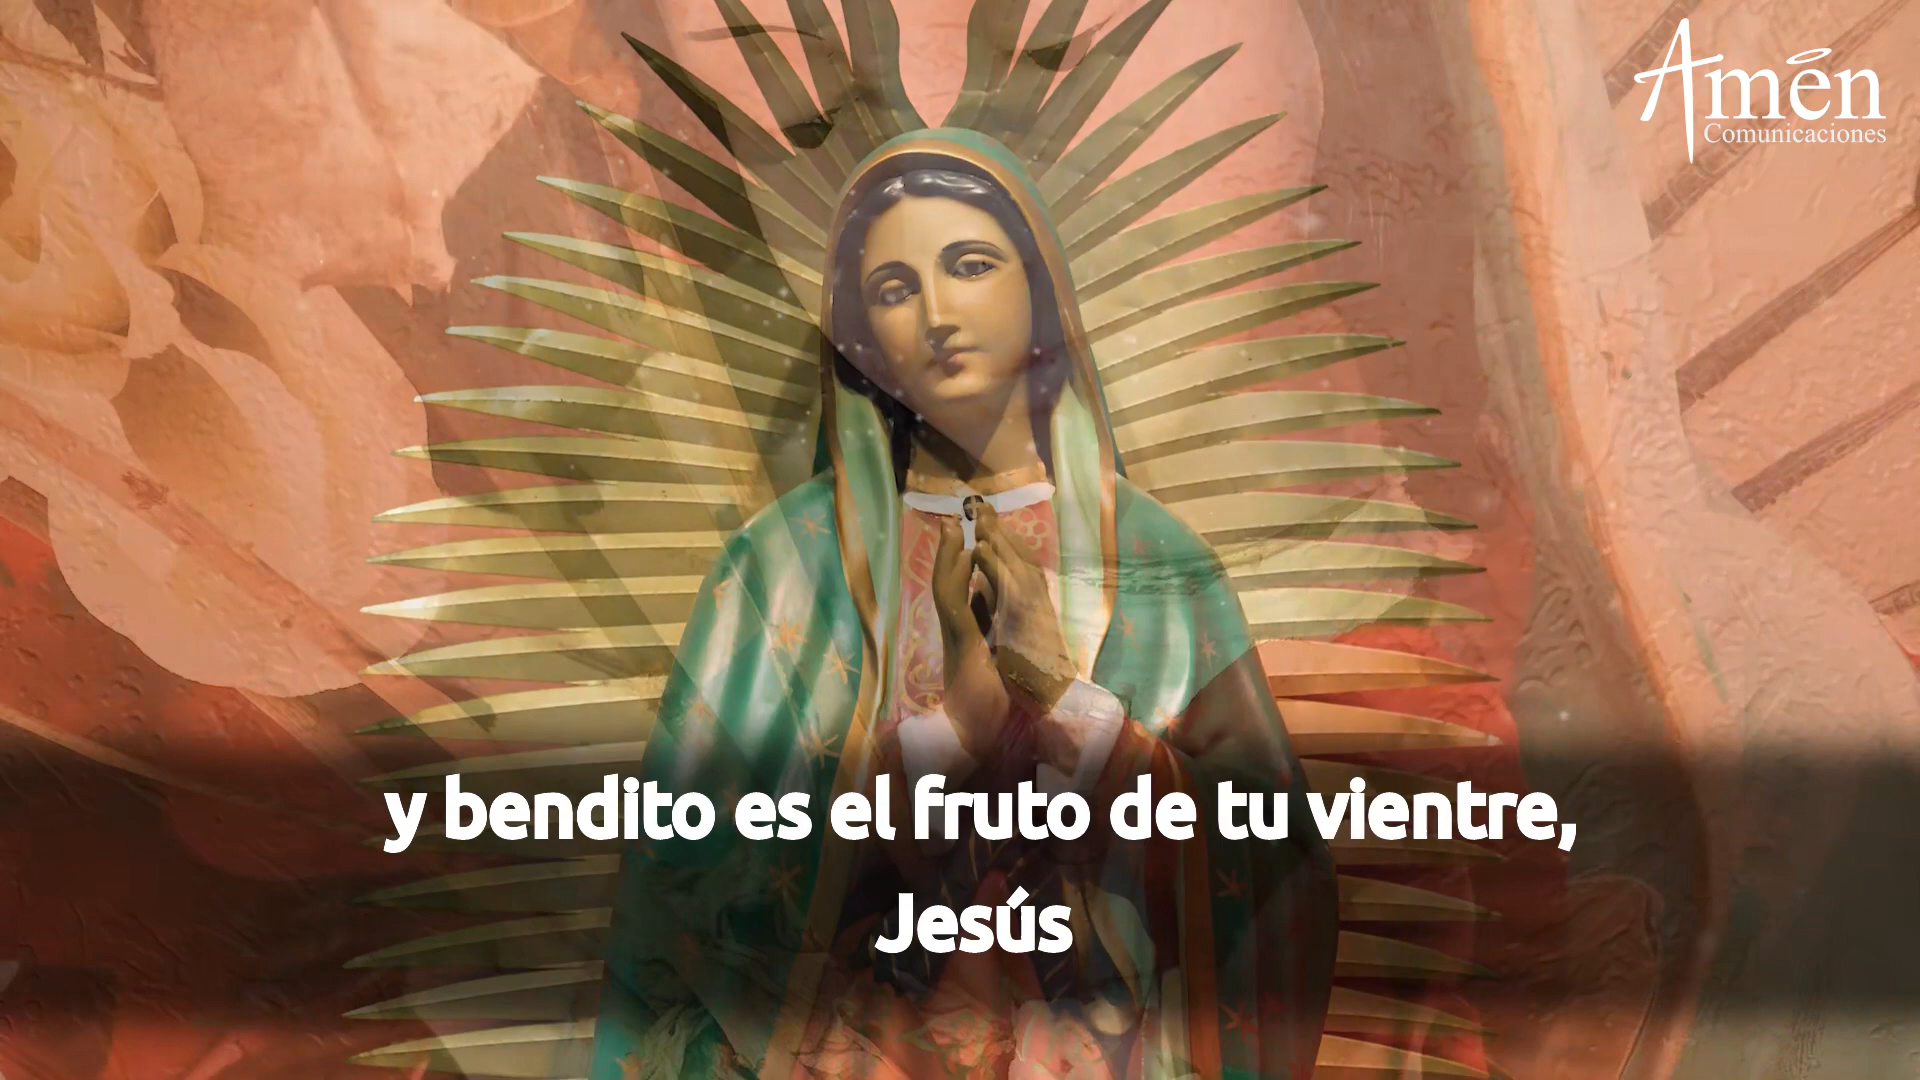 Amén
Comunicaciones
y bendito es el fruto de tu vientre,
Jesús